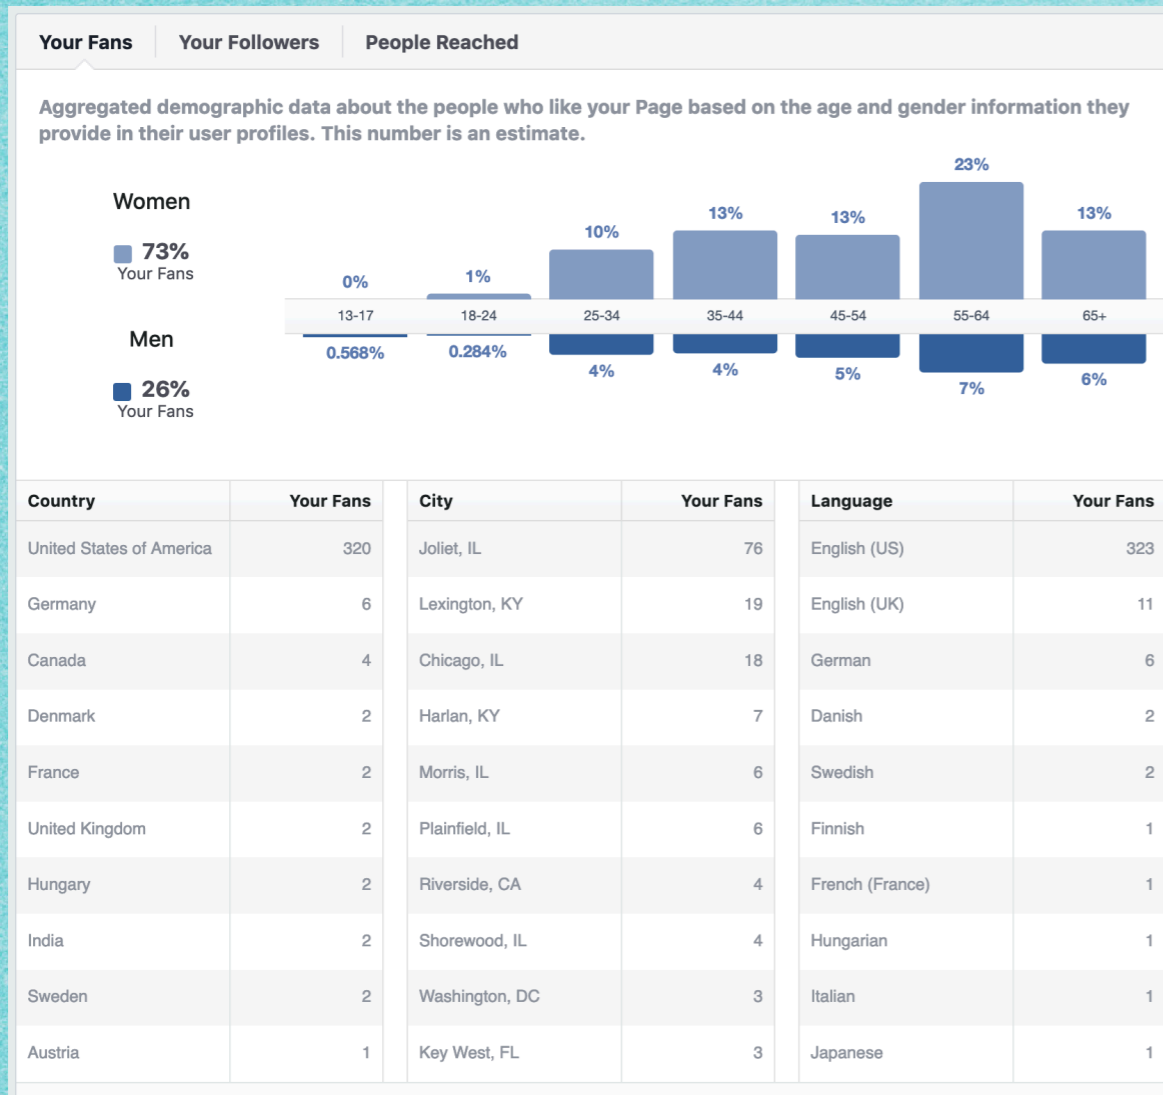 Your Fans
Your Followers
People Reached
Aggregated demographic data about the people who like your Page based on the age and gender information they
provide in their user profiles. This number is an estimate.
Women
73%
Your Fans
Men
26%
Your Fans
0% 1% 10% 13% 13% 23% 13%
13-17 18-24 25-34 35-44 45-54 55-64 65+
0.568% 0.284% 4% 4% 5% 7% 6%
Country Your Fans
United States of America 320
Germany 6
Canada 4
Denmark 2
France 2
United Kingdom 2
Hungary 2
India 2
Sweden 2
Austria 1
City Your Fans
Joliet, IL 76
Lexington, KY 19
Chicago, IL 18
Harlan, KY 7
Morris, IL 6
Plainfield, IL 6
Riverside, CA 4
Shorewood, IL 4
Washington, DC 3
Key West, FL 3
Language Your Fans
English (US) 323
English (UK) 11
German 6
Danish 2
Swedish 2
Finnish 1
French (France) 1
Hungarian 1
Italian 1
Japanese 1